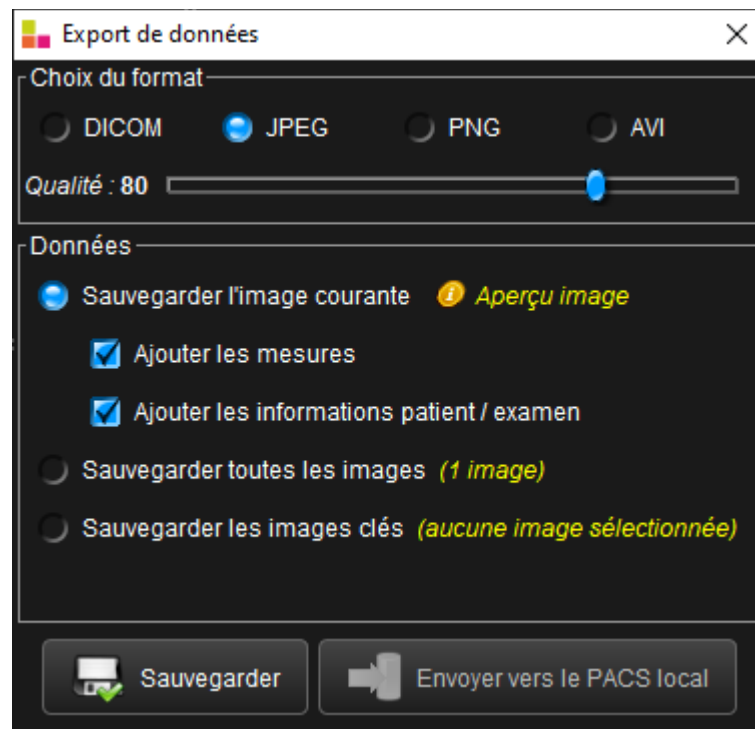 Export de données
Choix du format
DICOM JPEG PNG AVI
Qualité : 80
Données
Sauvegarder l'image courante Aperçu image
Ajouter les mesures
Ajouter les informations patient / examen
Sauvegarder toutes les images (1 image)
Sauvegarder les images clés (aucune image sélectionnée)
Sauvegarder Envoyer vers le PACS local